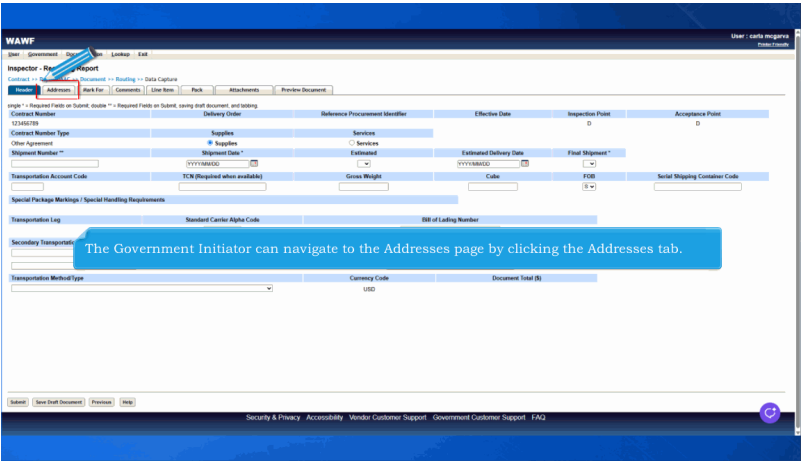 User : carla mcgarva
WAWF
Printer Friendly
User Government Lookup Exit
Inspector - Report
Contract >> >> Document >> Routing >> Data Capture
Header Addresses Mark For Comments Line Item Pack Attachments Preview Document
single * = Required Fields on Submit; double ** = Required Fields on Submit, saving draft document, and tabbing.
Contract Number Delivery Order Reference Procurement Identifier Effective Date Inspection Point Acceptance Point
123456789 D D
Contract Number Type Supplies Services
Other Agreement Supplies Services
Shipment Number ** Shipment Date * Estimated Estimated Delivery Date Final Shipment *
YYYY/MM/DD YYYY/MM/DD
Transportation Account Code TCN (Required when available) Gross Weight Cube FOB Serial Shipping Container Code
S
Special Package Markings / Special Handling Requirements
Transportation Leg Standard Carrier Alpha Code Bill of Lading Number
Secondary
The Government Initiator can navigate to the Addresses page by clicking the Addresses tab.
Transportation Method/Type Currency Code Document Total ($)
USD
Submit Save Draft Document Previous Help
Security & Privacy Accessibility Vendor Customer Support Government Customer Support FAQ